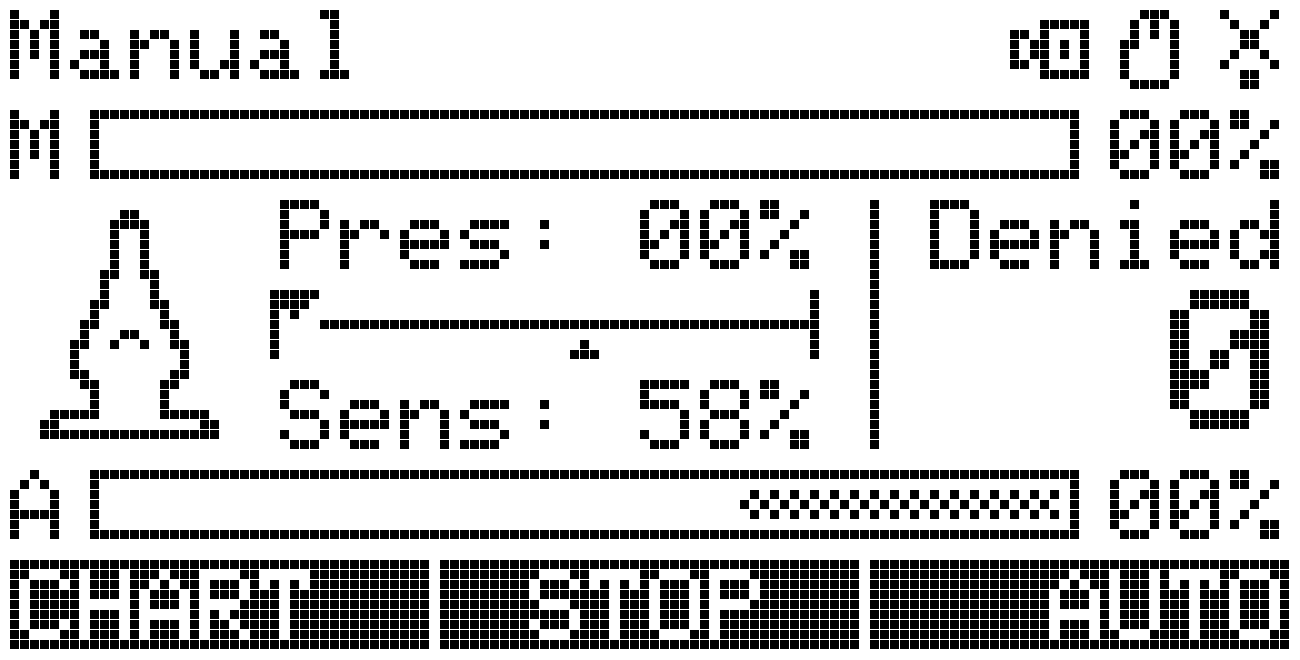 Manual
M 00%
Pres: 00%
Denied
0
Sens: 58%
A 00%
CHART STOP AUTO